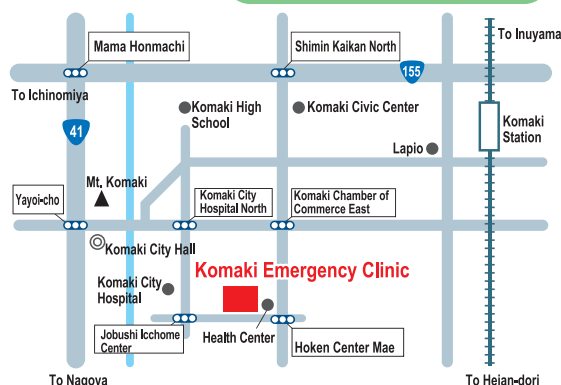 To Inuyama
Mama Honmachi
Shimin Kaikan North
155
To Ichinomiya
Komaki High
School
Komaki Civic Center
Komaki
Station
41
Lapio
Mt. Komaki
Yayoi-cho
Komaki City
Hospital North
Komaki Chamber of
Commerce East
Komaki City Hall
Komaki Emergency Clinic
Komaki City
Hospital
Jobushi Icchome
Center
Health Center
Hoken Center Mae
To Nagoya
To Heian-dori